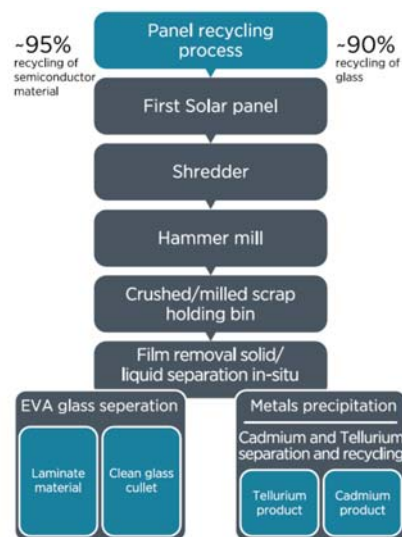 ~95%
recycling of
semiconductor
material
Panel recycling
process
~90%
recycling of
glass
First Solar panel
Shredder
Hammer mill
Crushed/milled scrap
holding bin
Film removal solid/
liquid separation in-situ
EVA glass seperation
Laminate
material
Clean glass
cullet
Metals precipitation
Cadmium and Tellurium
separation and recycling
Tellurium
product
Cadmium
product